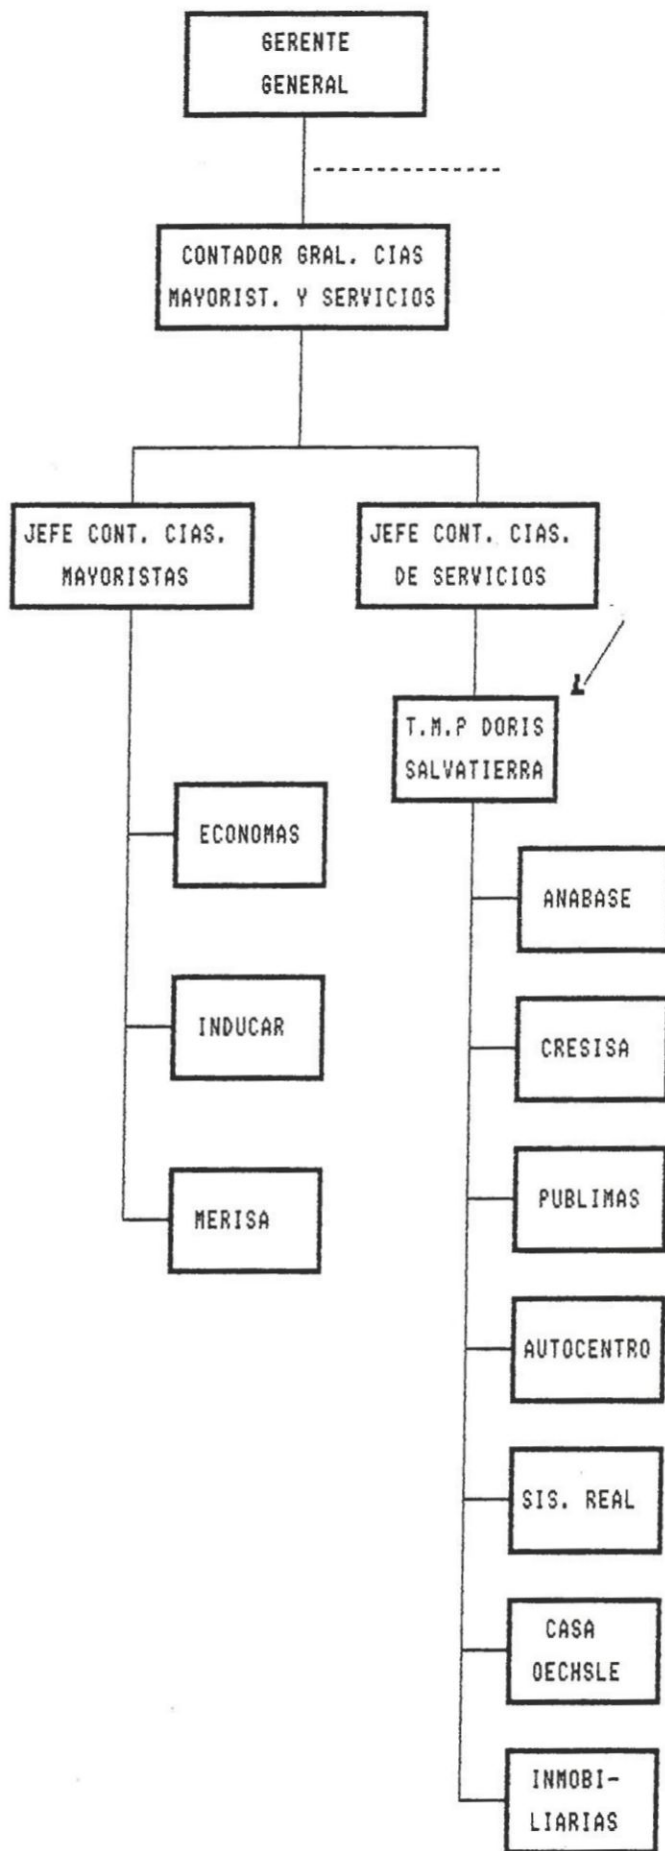 GERENTE
GENERAL
CONTADOR GRAL. CIAS
MAYORIST. Y SERVICIOS
JEFE CONT. CIAS.
MAYORISTAS
JEFE CONT. CIAS.
DE SERVICIOS
L
T.M.P DORIS
SALVATIERRA
ECONOMAS
INDUCAR
MERISA
ANABASE
CRESISA
PUBLIMAS
AUTOCENTRO
SIS. REAL
CASA
OECHSLE
INMOBI-
LIARIAS